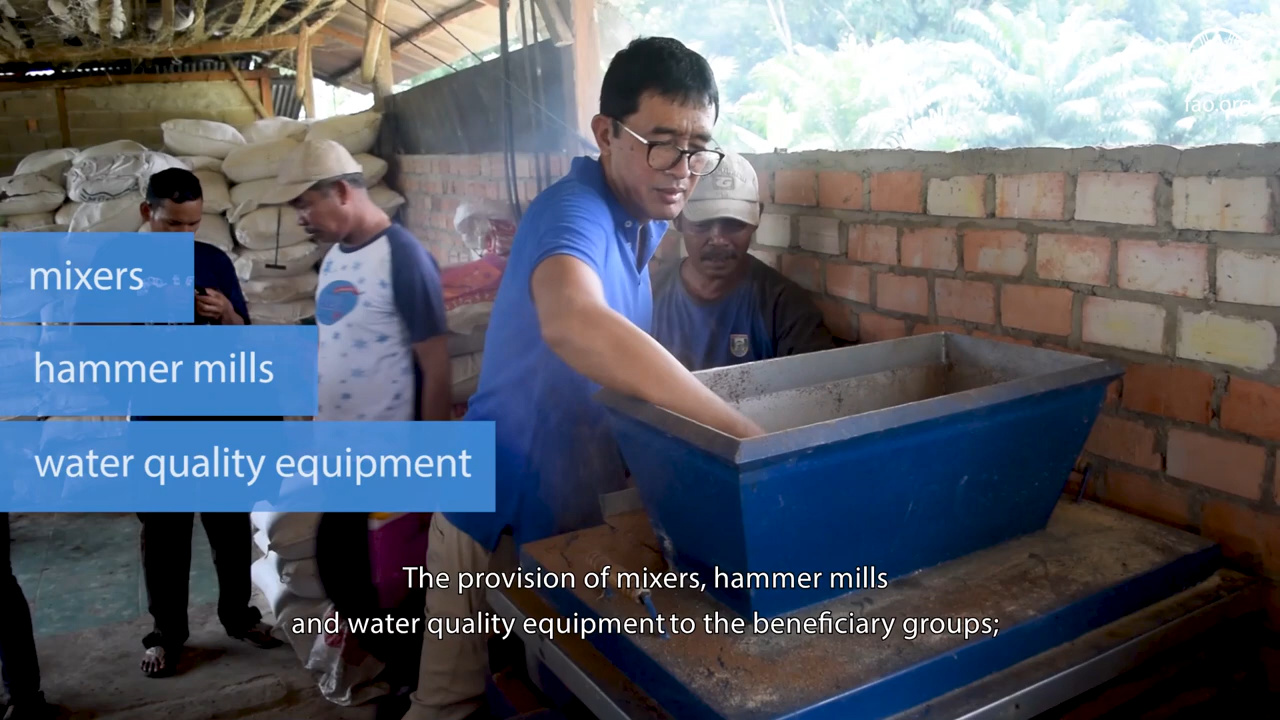 fao.org
mixers
hammer mills
water quality equipment
The provision of mixers, hammer mills
and water quality equipment to the beneficiary groups;